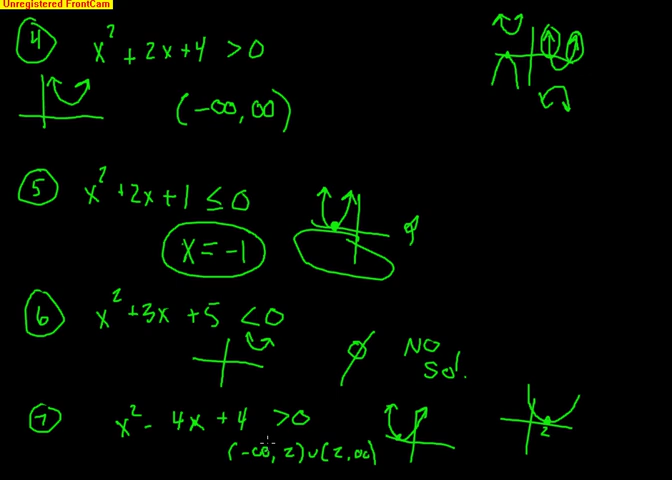 Unregistered FrontCam
④ x² + 2x + 4 > 0
(-∞, ∞)
⑤ x² + 2x + 1 ≤ 0
x = -1
ø
⑥ x² + 3x + 5 < 0
ø NO Sol.
⑦ x² - 4x + 4 > 0
2
(-∞, 2) ∪ (2, ∞)